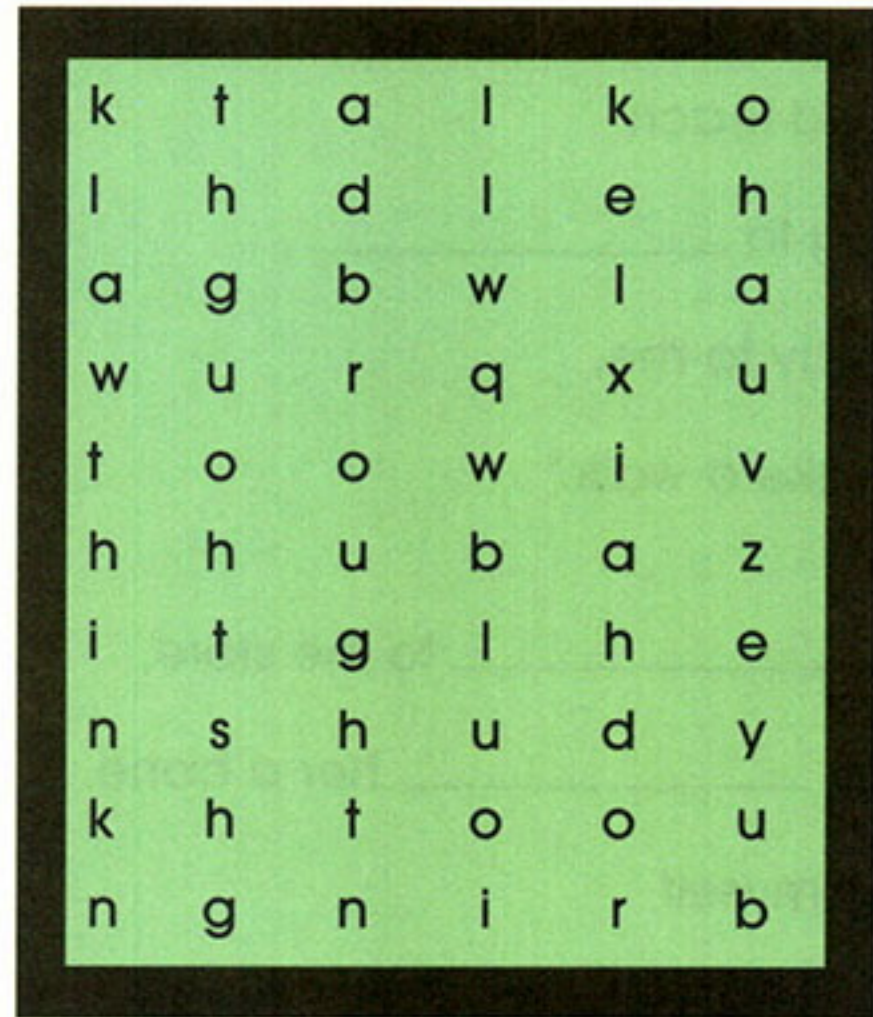 k t a l k o
l h d l e h
a g b w l a
w u r q x u
t o o w i v
h h u b a z
i t g l h e
n s h u d y
k h t o o u
n g n i r b